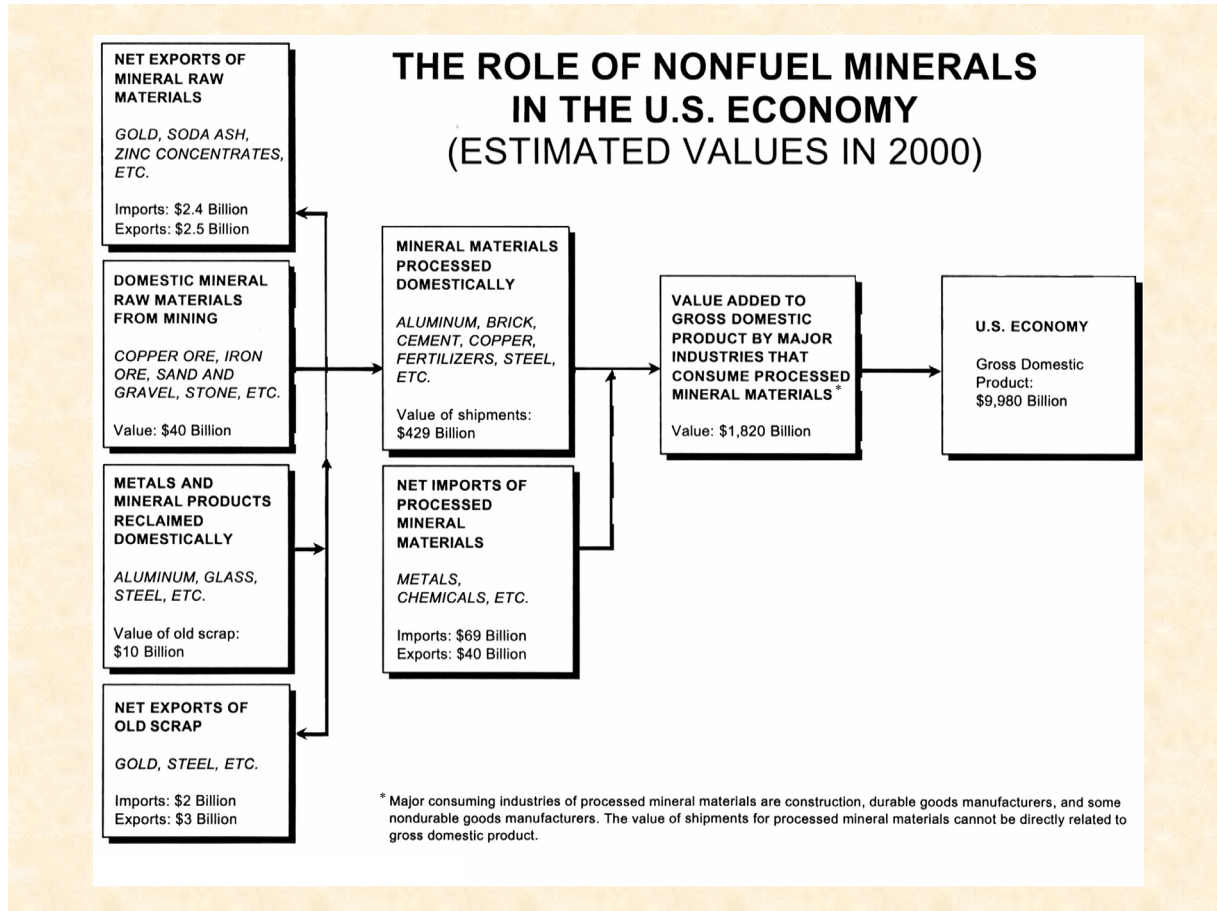 THE ROLE OF NONFUEL MINERALS
IN THE U.S. ECONOMY
(ESTIMATED VALUES IN 2000)
NET EXPORTS OF
MINERAL RAW
MATERIALS
GOLD, SODA ASH,
ZINC CONCENTRATES,
ETC.
Imports: $2.4 Billion
Exports: $2.5 Billion
DOMESTIC MINERAL
RAW MATERIALS
FROM MINING
COPPER ORE, IRON
ORE, SAND AND
GRAVEL, STONE, ETC.
Value: $40 Billion
METALS AND
MINERAL PRODUCTS
RECLAIMED
DOMESTICALLY
ALUMINUM, GLASS,
STEEL, ETC.
Value of old scrap:
$10 Billion
NET EXPORTS OF
OLD SCRAP
GOLD, STEEL, ETC.
Imports: $2 Billion
Exports: $3 Billion
MINERAL MATERIALS
PROCESSED
DOMESTICALLY
ALUMINUM, BRICK,
CEMENT, COPPER,
FERTILIZERS, STEEL,
ETC.
Value of shipments:
$429 Billion
NET IMPORTS OF
PROCESSED
MINERAL
MATERIALS
METALS,
CHEMICALS, ETC.
Imports: $69 Billion
Exports: $40 Billion
VALUE ADDED TO
GROSS DOMESTIC
PRODUCT BY MAJOR
INDUSTRIES THAT
CONSUME PROCESSED
MINERAL MATERIALS*
Value: $1,820 Billion
U.S. ECONOMY
Gross Domestic
Product:
$9,980 Billion
* Major consuming industries of processed mineral materials are construction, durable goods manufacturers, and some
nondurable goods manufacturers. The value of shipments for processed mineral materials cannot be directly related to
gross domestic product.